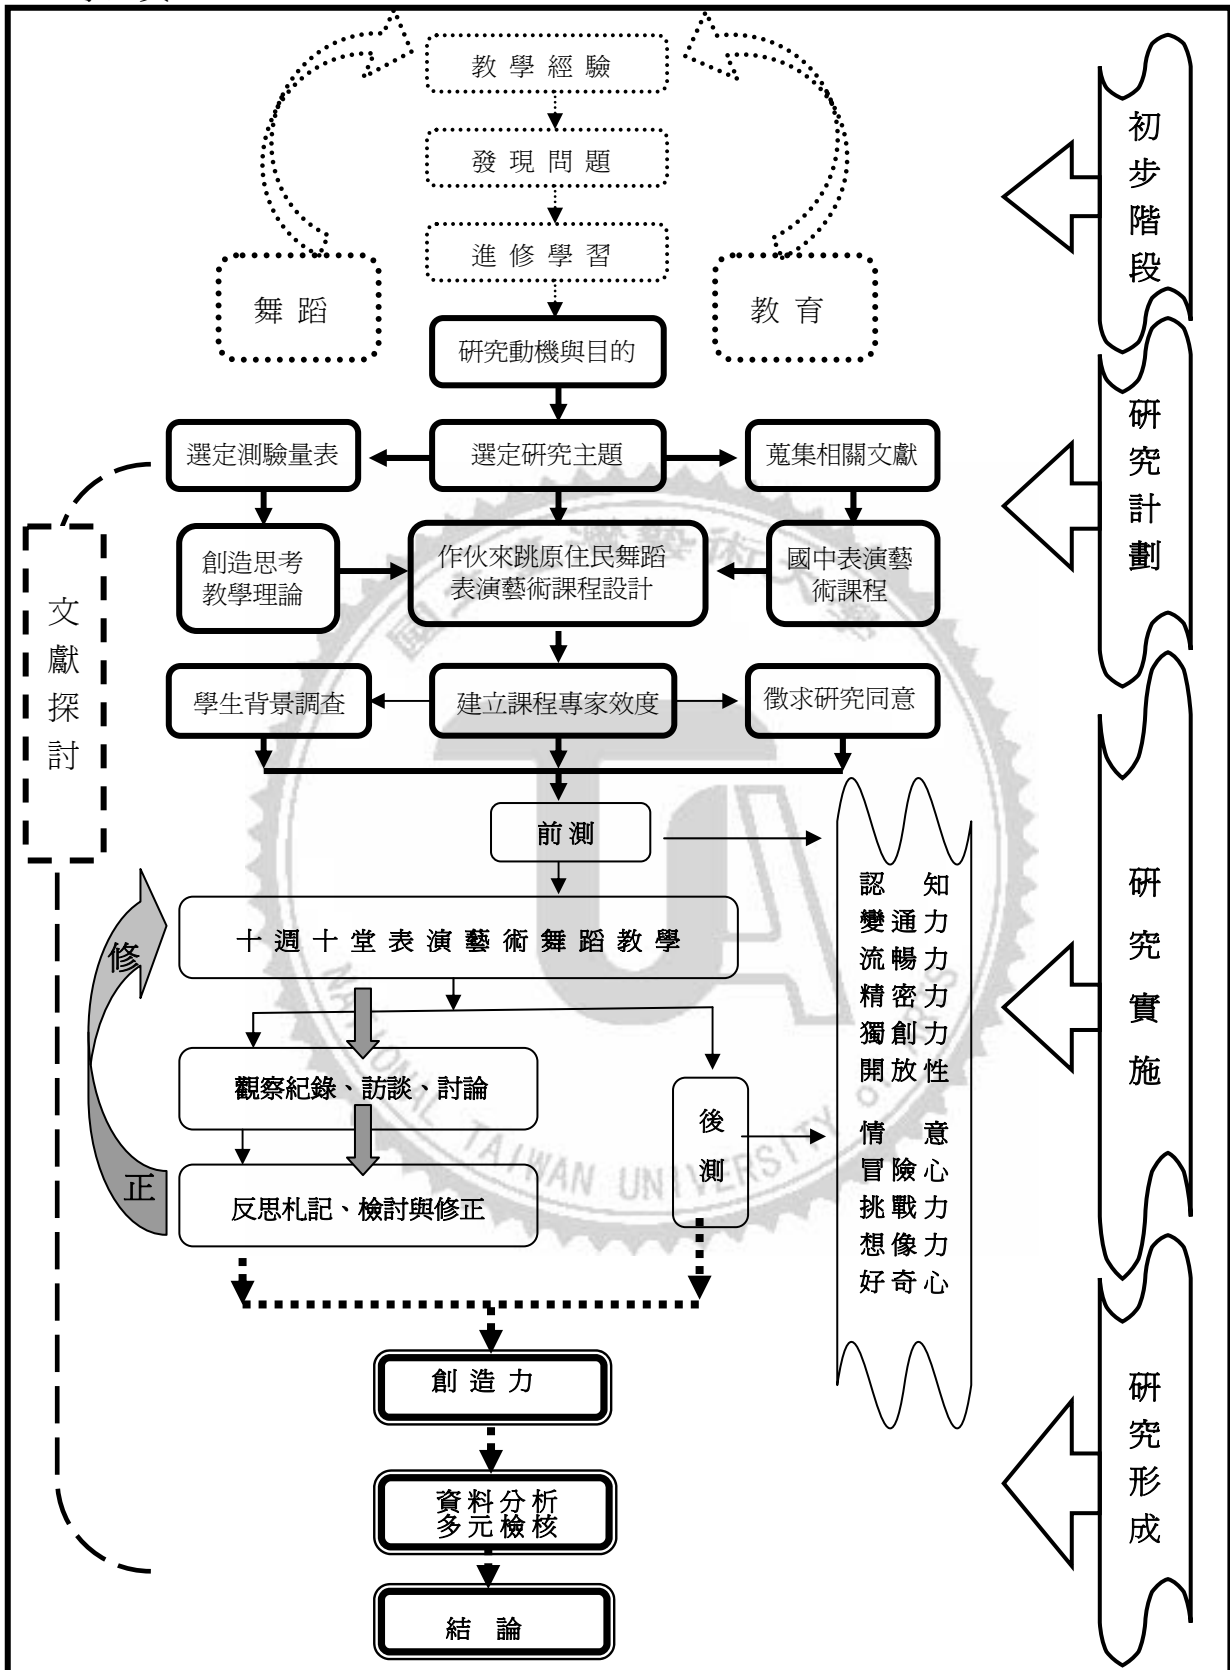 教學經驗
發現問題
進修學習
舞蹈
教育
初步階段
研究動機與目的
選定測驗量表
選定研究主題
蒐集相關文獻
創造思考
教學理論
作伙來跳原住民舞蹈
表演藝術課程設計
國中表演藝
術課程
研究計劃
文獻探討
學生背景調查
建立課程專家效度
徵求研究同意
前測
十週十堂表演藝術舞蹈教學
修
正
觀察紀錄、訪談、討論
反思札記、檢討與修正
後測
認知
變通力
流暢力
精密力
獨創力
開放性
情意
冒險心
挑戰力
想像力
好奇心
研究實施
創造力
資料分析
多元檢核
結論
研究形成
NATIONAL TAIWAN UNIVERSITY OF ARTS